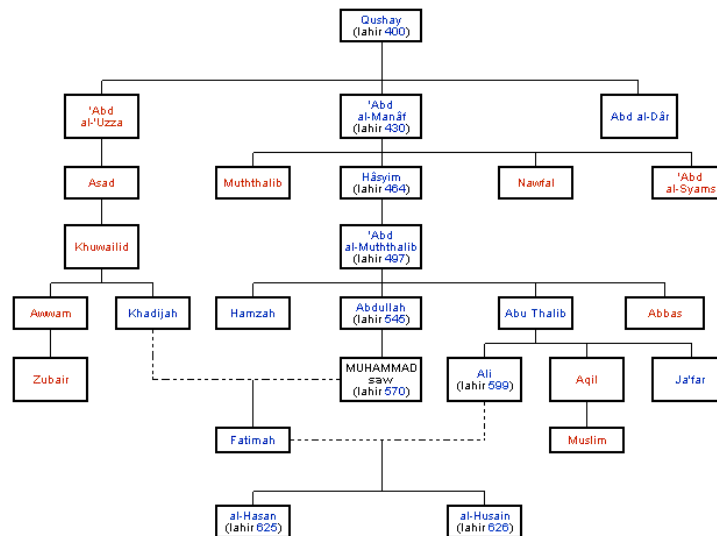 Qushay
(lahir 400)
'Abd
al-'Uzza
'Abd
al-Manâf
(lahir 430)
Abd al-Dâr
Asad
Muththalib
Hâsyim
(lahir 464)
Nawfal
'Abd
al-Syams
Khuwailid
'Abd
al-Muththalib
(lahir 497)
Awwam
Khadijah
Hamzah
Abdullah
(lahir 545)
Abu Thalib
Abbas
Zubair
MUHAMMAD
saw
(lahir 570)
Ali
(lahir 599)
Aqil
Ja'far
Fatimah
Muslim
al-Hasan
(lahir 625)
al-Husain
(lahir 626)